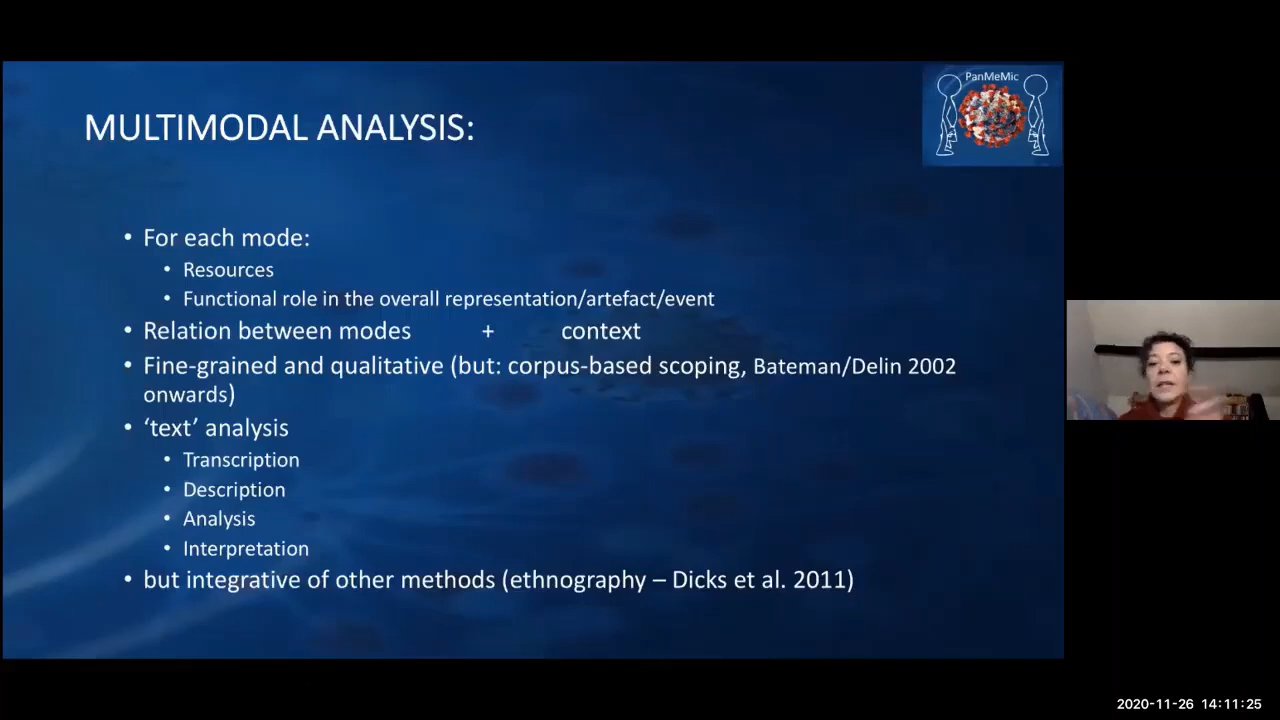 PanMeMic
MULTIMODAL ANALYSIS:
• For each mode:
• Resources
• Functional role in the overall representation/artefact/event
• Relation between modes + context
• Fine-grained and qualitative (but: corpus-based scoping, Bateman/Delin 2002
onwards)
• ‘text’ analysis
• Transcription
• Description
• Analysis
• Interpretation
• but integrative of other methods (ethnography – Dicks et al. 2011)
2020-11-26 14:11:25